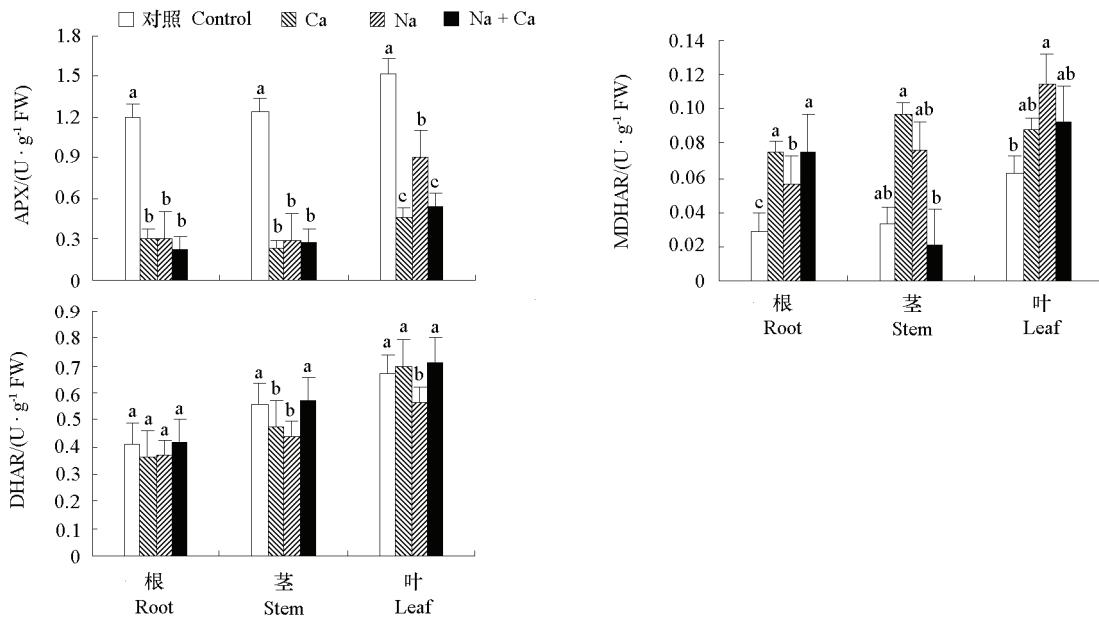 对照 Control Ca Na Na + Ca
APX/(U · g⁻¹ FW)
1.8
1.5
1.2
0.9
0.6
0.3
0
a b b b
a b b b
a c b c
MDHAR/(U · g⁻¹ FW)
0.14
0.12
0.10
0.08
0.06
0.04
0.02
0
c a b a
ab a ab b
b ab a ab
根 茎 叶
Root Stem Leaf
DHAR/(U · g⁻¹ FW)
0.9
0.8
0.7
0.6
0.5
0.4
0.3
0.2
0.1
0
a a a a
a b b a
a a b a
根 茎 叶
Root Stem Leaf